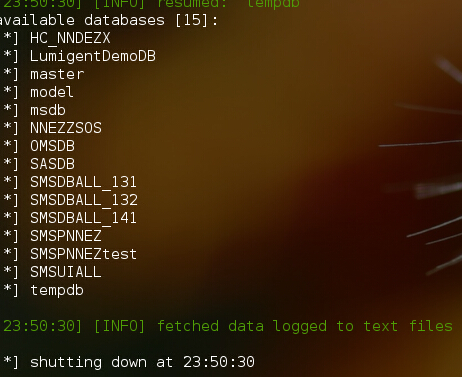 23:50:30] [INFO] resumed: tempdb
available databases [15]:
*] HC_NNDEZX
*] LumigentDemoDB
*] master
*] model
*] msdb
*] NNEZZSOS
*] OMSDB
*] SASDB
*] SMSDBALL_131
*] SMSDBALL_132
*] SMSDBALL_141
*] SMSPNNEZ
*] SMSPNNEZtest
*] SMSUIALL
*] tempdb
23:50:30] [INFO] fetched data logged to text files
*] shutting down at 23:50:30